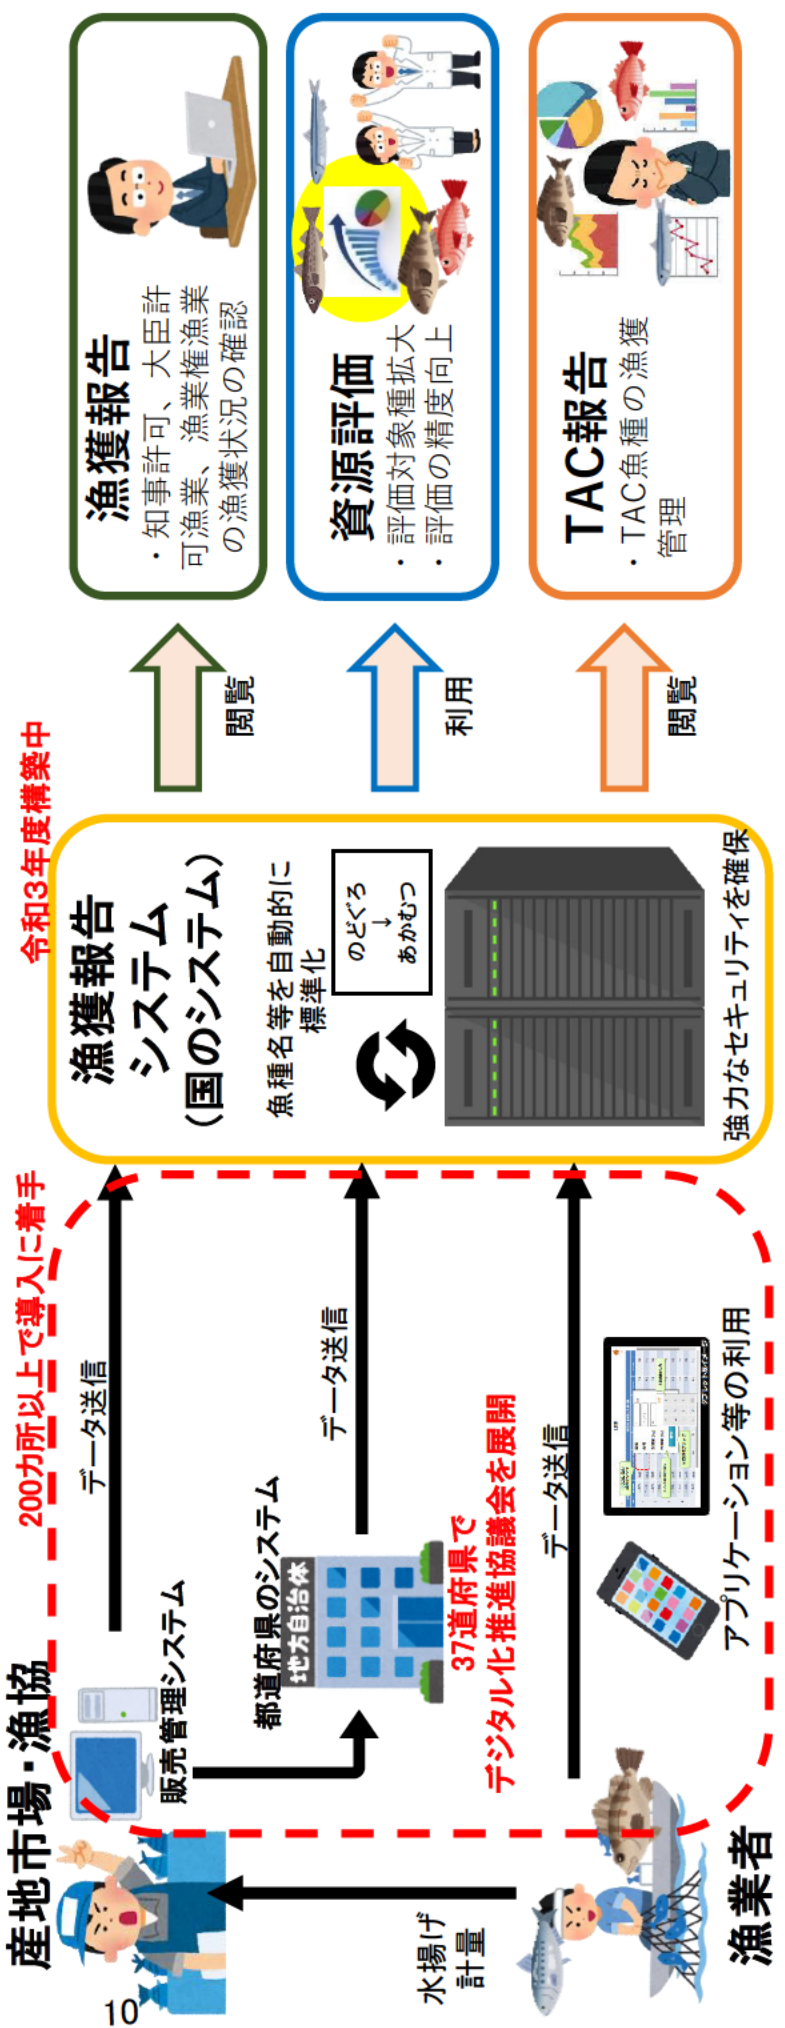 産地市場・漁協
200カ所以上で導入に着手
令和３年度構築中
販売管理システム
データ送信
都道府県のシステム
地方自治体
データ送信
37道府県で
デジタル化推進協議会を展開
水揚げ
計量
漁業者
データ送信
タブレット版イメージ
アプリケーション等の利用
漁獲報告
システム
（国のシステム）
魚種名等を自動的に
標準化
のどぐろ
↓
あかむつ
強力なセキュリティを確保
閲覧
利用
閲覧
漁獲報告
・知事許可、大臣許
可漁業、漁業権漁業
の漁獲状況の確認
資源評価
・評価対象種拡大
・評価の精度向上
TAC報告
・TAC魚種の漁獲
管理
10